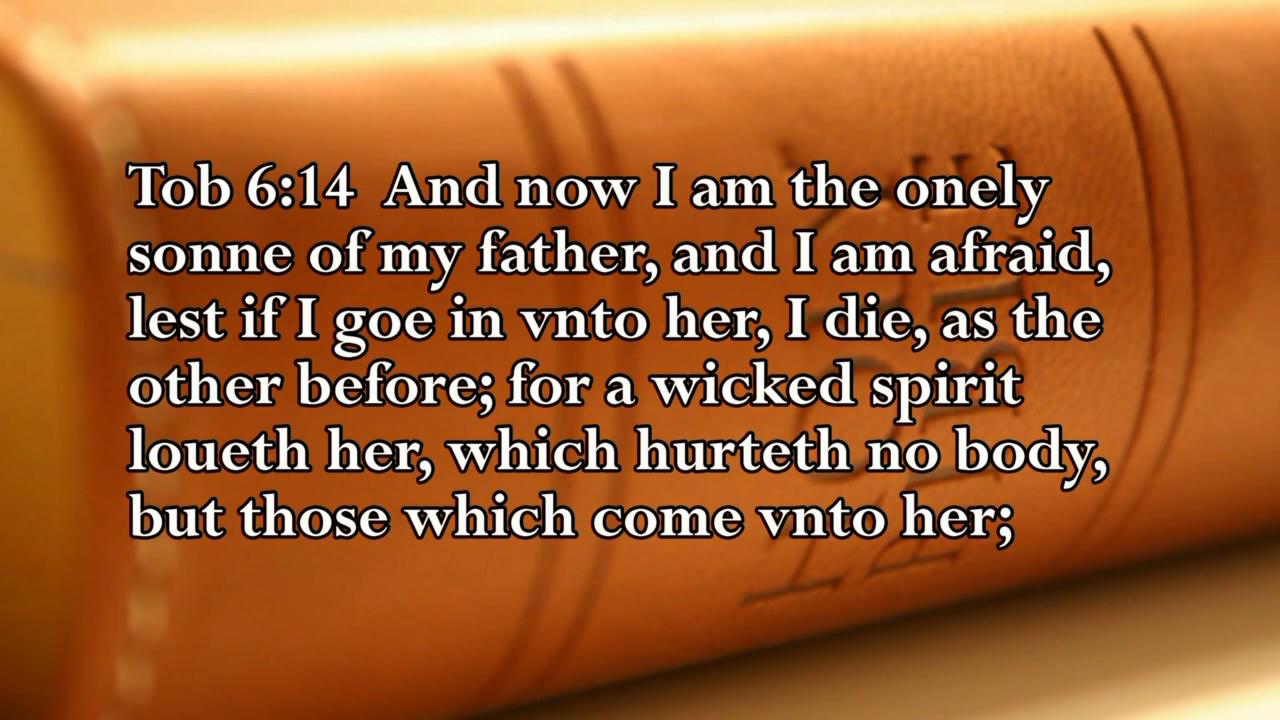 Tob 6:14  And now I am the onely
sonne of my father, and I am afraid,
lest if I goe in vnto her, I die, as the
other before; for a wicked spirit
loueth her, which hurteth no body,
but those which come vnto her;
HOLY
BIBLE